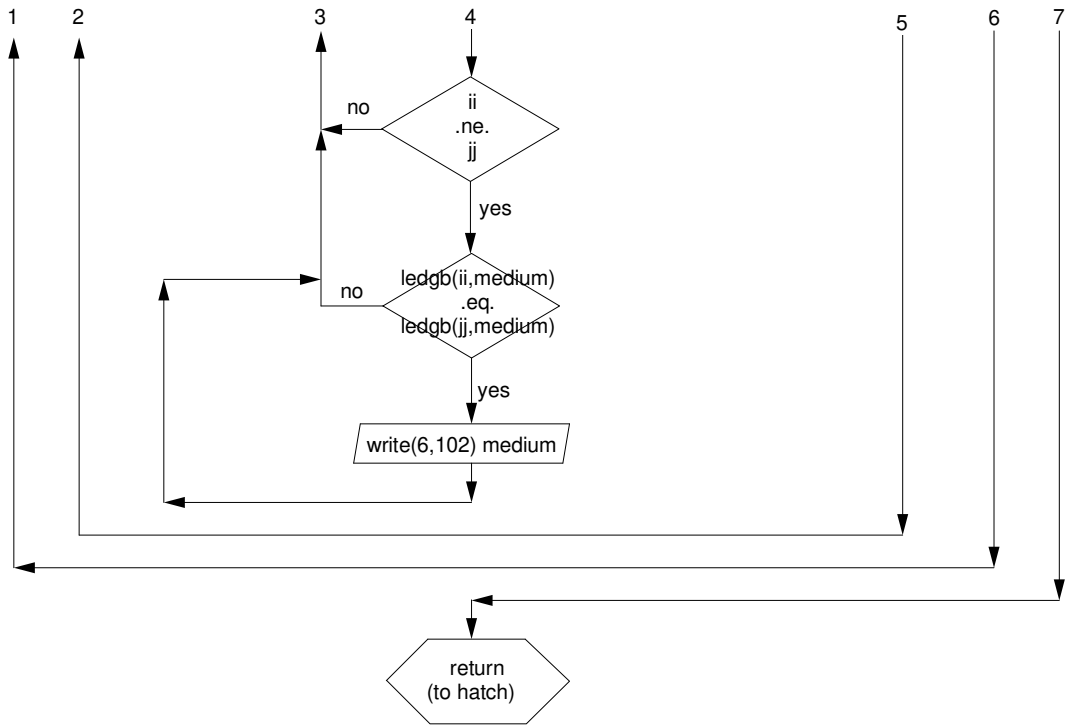 1
2
3
4
5
6
7
no
ii
.ne.
jj
yes
no
ledgb(ii,medium)
.eq.
ledgb(jj,medium)
yes
write(6,102) medium
return
(to hatch)